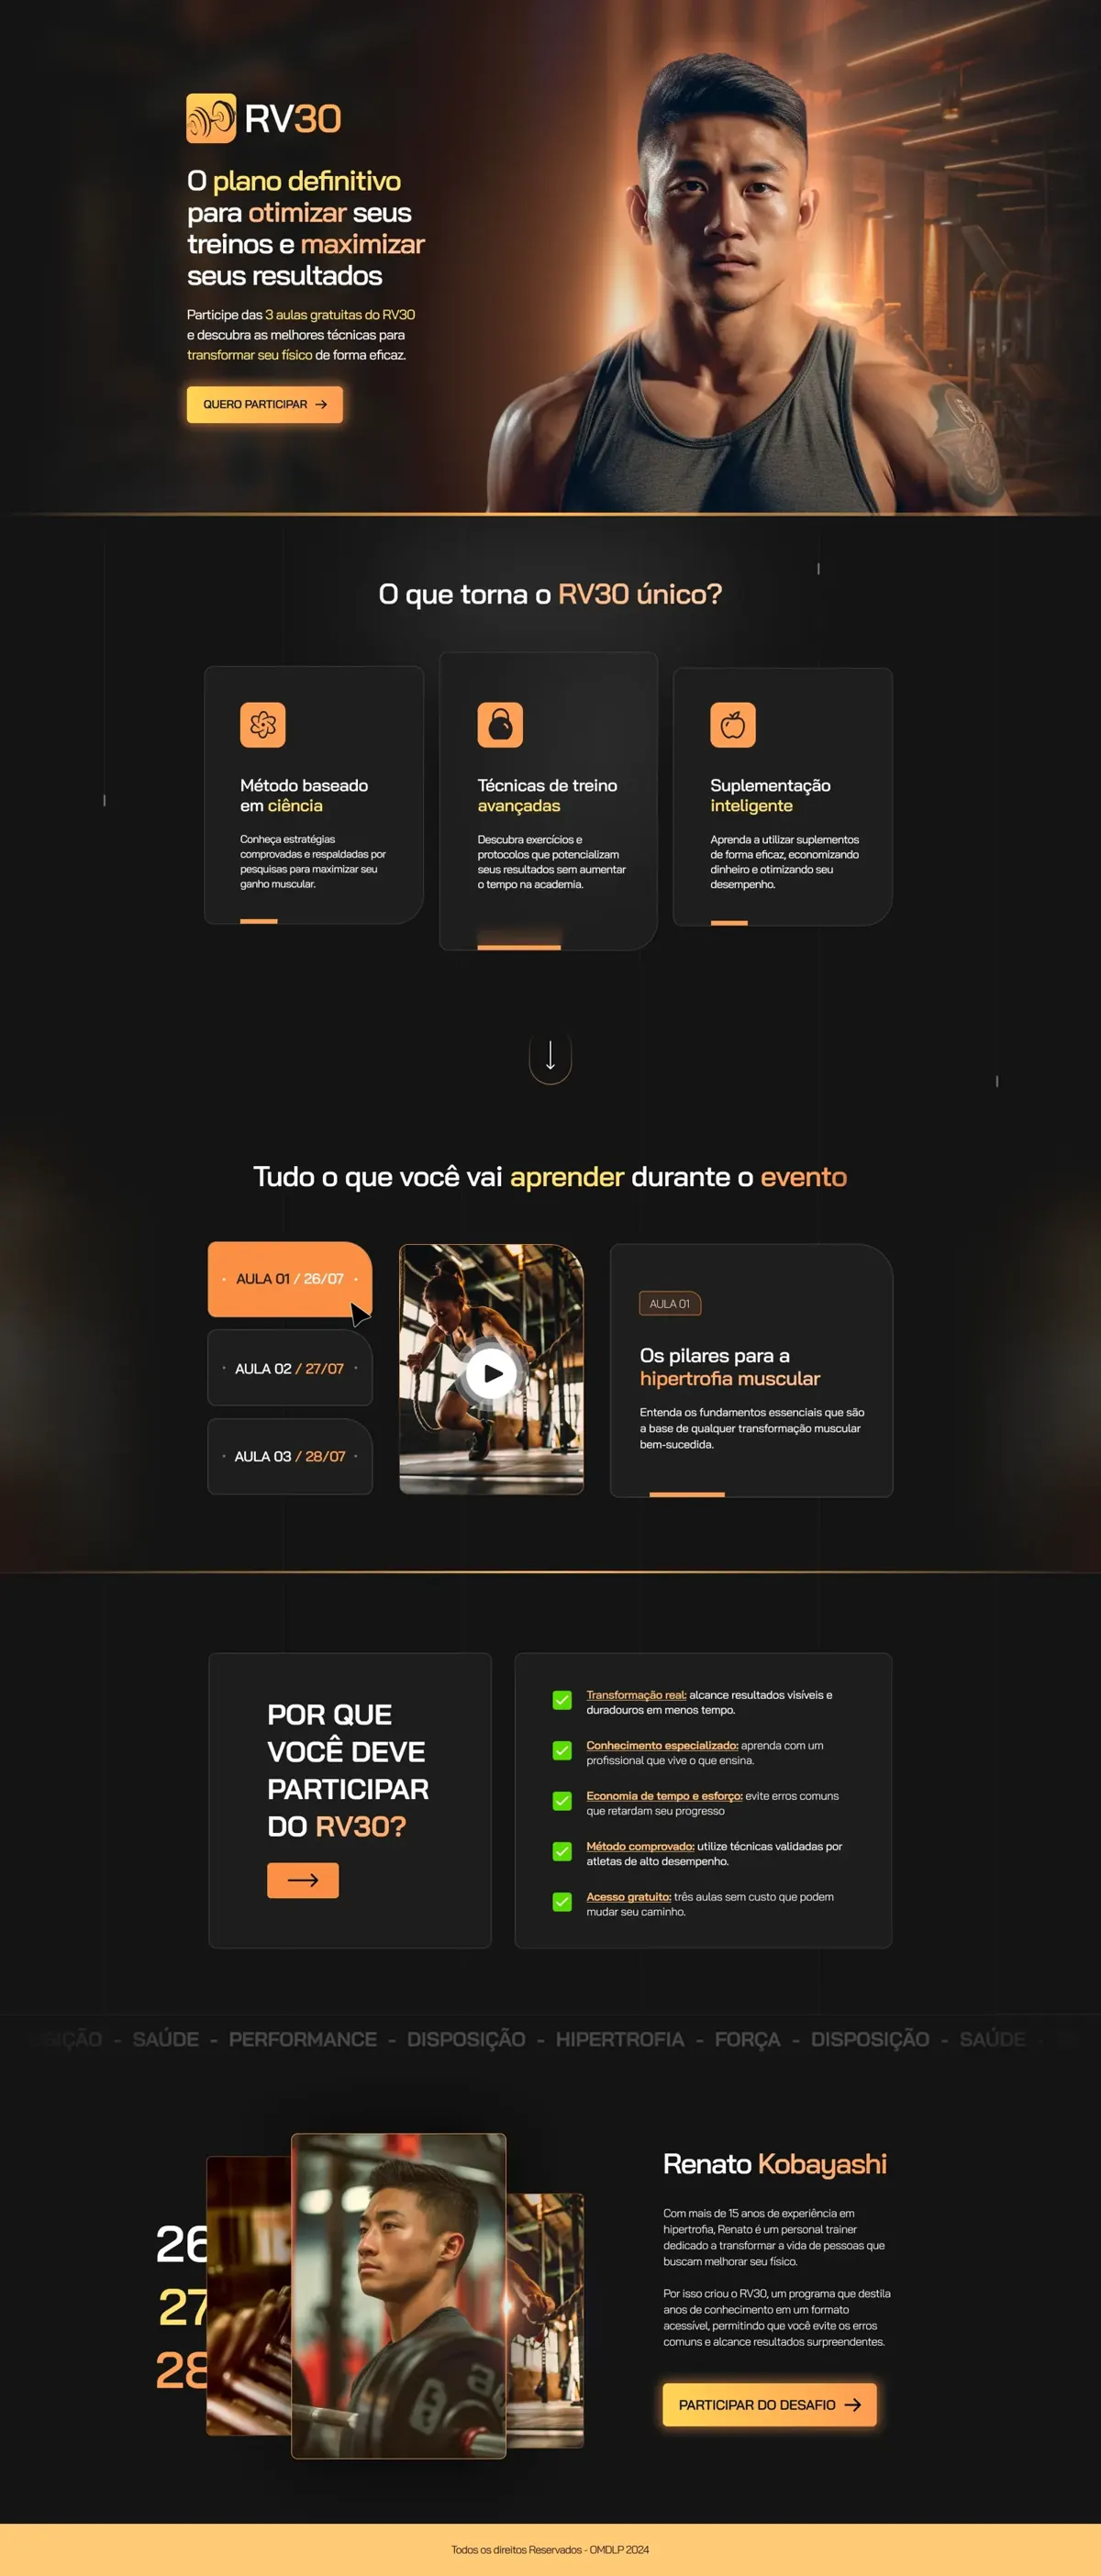 RV30
O plano definitivo
para otimizar seus
treinos e maximizar
seus resultados
Participe das 3 aulas gratuitas do RV30
e descubra as melhores técnicas para
transformar seu físico de forma eficaz.
QUERO PARTICIPAR
O que torna o RV30 único?
Método baseado
em ciência
Conheça estratégias
comprovadas e respaldadas por
pesquisas para maximizar seu
ganho muscular.
Técnicas de treino
avançadas
Descubra exercícios e
protocolos que potencializam
seus resultados sem aumentar
o tempo na academia.
Suplementação
inteligente
Aprenda a utilizar suplementos
de forma eficaz, economizando
dinheiro e otimizando seu
desempenho.
Tudo o que você vai aprender durante o evento
AULA 01 / 26/07
AULA 02 / 27/07
AULA 03 / 28/07
AULA 01
Os pilares para a
hipertrofia muscular
Entenda os fundamentos essenciais que são
a base de qualquer transformação muscular
bem-sucedida.
POR QUE
VOCÊ DEVE
PARTICIPAR
DO RV30?
Transformação real: alcance resultados visíveis e
duradouros em menos tempo.
Conhecimento especializado: aprenda com um
profissional que vive o que ensina.
Economia de tempo e esforço: evite erros comuns
que retardam seu progresso
Método comprovado: utilize técnicas validadas por
atletas de alto desempenho.
Acesso gratuito: três aulas sem custo que podem
mudar seu caminho.
SIÇÃO - SAÚDE - PERFORMANCE - DISPOSIÇÃO - HIPERTROFIA - FORÇA - DISPOSIÇÃO - SAÚDE -
26
27
28
Renato Kobayashi
Com mais de 15 anos de experiência em
hipertrofia, Renato é um personal trainer
dedicado a transformar a vida de pessoas que
buscam melhorar seu físico.
Por isso criou o RV30, um programa que destila
anos de conhecimento em um formato
acessível, permitindo que você evite os erros
comuns e alcance resultados surpreendentes.
PARTICIPAR DO DESAFIO
Todos os direitos Reservados - OMDLP 2024